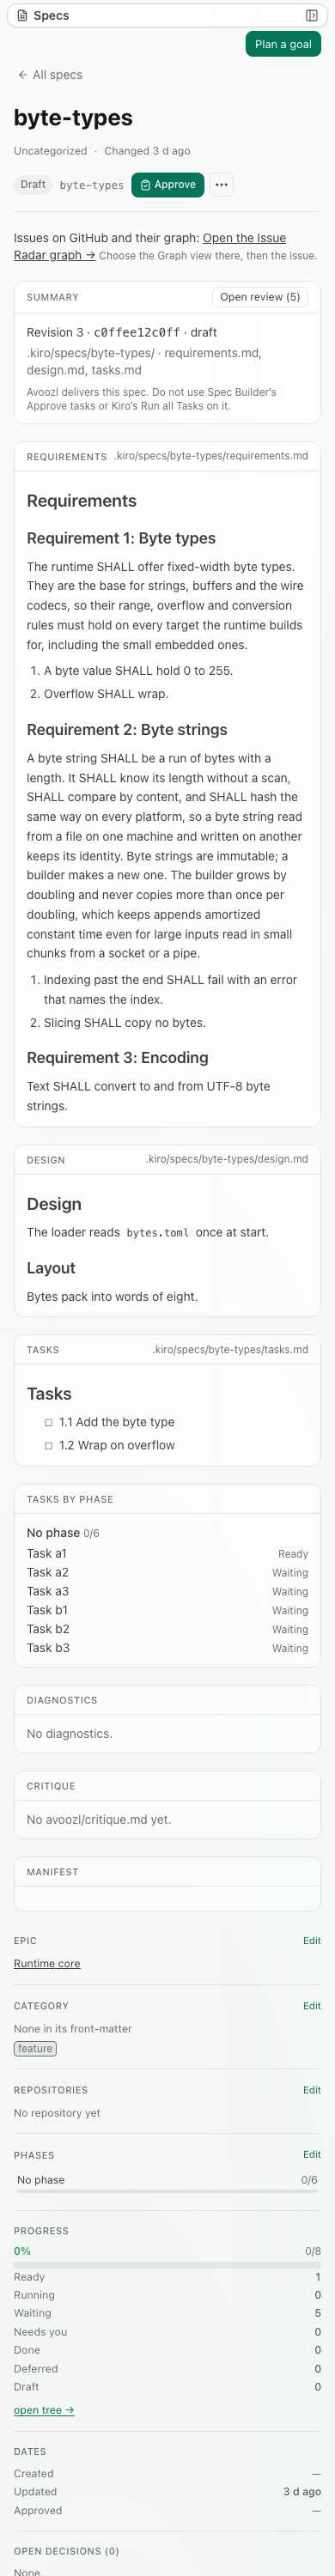 Specs
Plan a goal
← All specs
byte-types
Uncategorized · Changed 3 d ago
Draft byte-types Approve ...
Issues on GitHub and their graph: Open the Issue
Radar graph → Choose the Graph view there, then the issue.
SUMMARY Open review (5)
Revision 3 · c0ffee12c0ff · draft
.kiro/specs/byte-types/ · requirements.md,
design.md, tasks.md
Avoozl delivers this spec. Do not use Spec Builder's
Approve tasks or Kiro's Run all Tasks on it.
REQUIREMENTS .kiro/specs/byte-types/requirements.md
Requirements
Requirement 1: Byte types
The runtime SHALL offer fixed-width byte types.
They are the base for strings, buffers and the wire
codecs, so their range, overflow and conversion
rules must hold on every target the runtime builds
for, including the small embedded ones.
1. A byte value SHALL hold 0 to 255.
2. Overflow SHALL wrap.
Requirement 2: Byte strings
A byte string SHALL be a run of bytes with a
length. It SHALL know its length without a scan,
SHALL compare by content, and SHALL hash the
same way on every platform, so a byte string read
from a file on one machine and written on another
keeps its identity. Byte strings are immutable; a
builder makes a new one. The builder grows by
doubling and never copies more than once per
doubling, which keeps appends amortized
constant time even for large inputs read in small
chunks from a socket or a pipe.
1. Indexing past the end SHALL fail with an error
that names the index.
2. Slicing SHALL copy no bytes.
Requirement 3: Encoding
Text SHALL convert to and from UTF-8 byte
strings.
DESIGN .kiro/specs/byte-types/design.md
Design
The loader reads bytes.toml once at start.
Layout
Bytes pack into words of eight.
TASKS .kiro/specs/byte-types/tasks.md
Tasks
1.1 Add the byte type
1.2 Wrap on overflow
TASKS BY PHASE
No phase 0/6
Task a1 Ready
Task a2 Waiting
Task a3 Waiting
Task b1 Waiting
Task b2 Waiting
Task b3 Waiting
DIAGNOSTICS
No diagnostics.
CRITIQUE
No avoozl/critique.md yet.
MANIFEST
EPIC Edit
Runtime core
CATEGORY Edit
None in its front-matter
feature
REPOSITORIES Edit
No repository yet
PHASES Edit
No phase 0/6
PROGRESS
0% 0/8
Ready 1
Running 0
Waiting 5
Needs you 0
Done 0
Deferred 0
Draft 0
open tree →
DATES
Created —
Updated 3 d ago
Approved —
OPEN DECISIONS (0)
None.